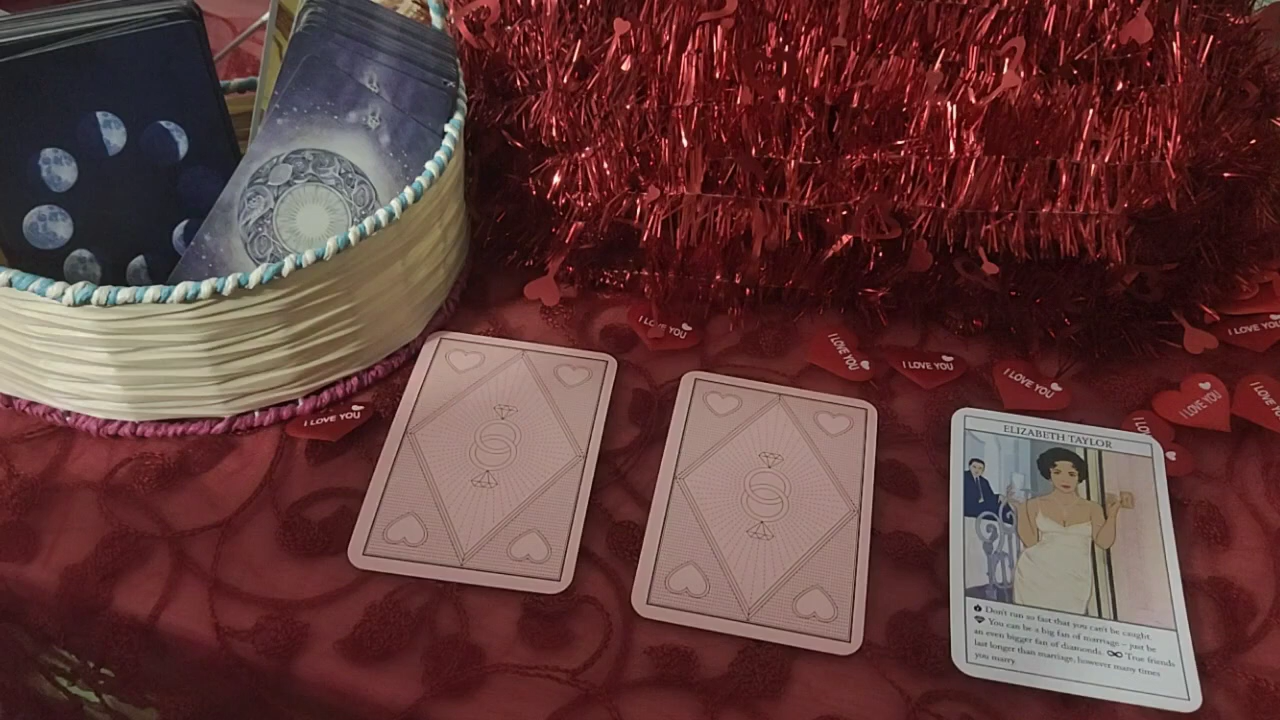 I LOVE YOU
I LOVE YOU
I LOVE YOU
I LOVE YOU
I LOVE YOU
I LOVE YOU
I LOVE YOU
ELIZABETH TAYLOR
Don't run so fast that you can't be caught.
You can be a big fan of marriage – just be
an even bigger fan of diamonds. True friends
last longer than marriage, however many times
you marry.